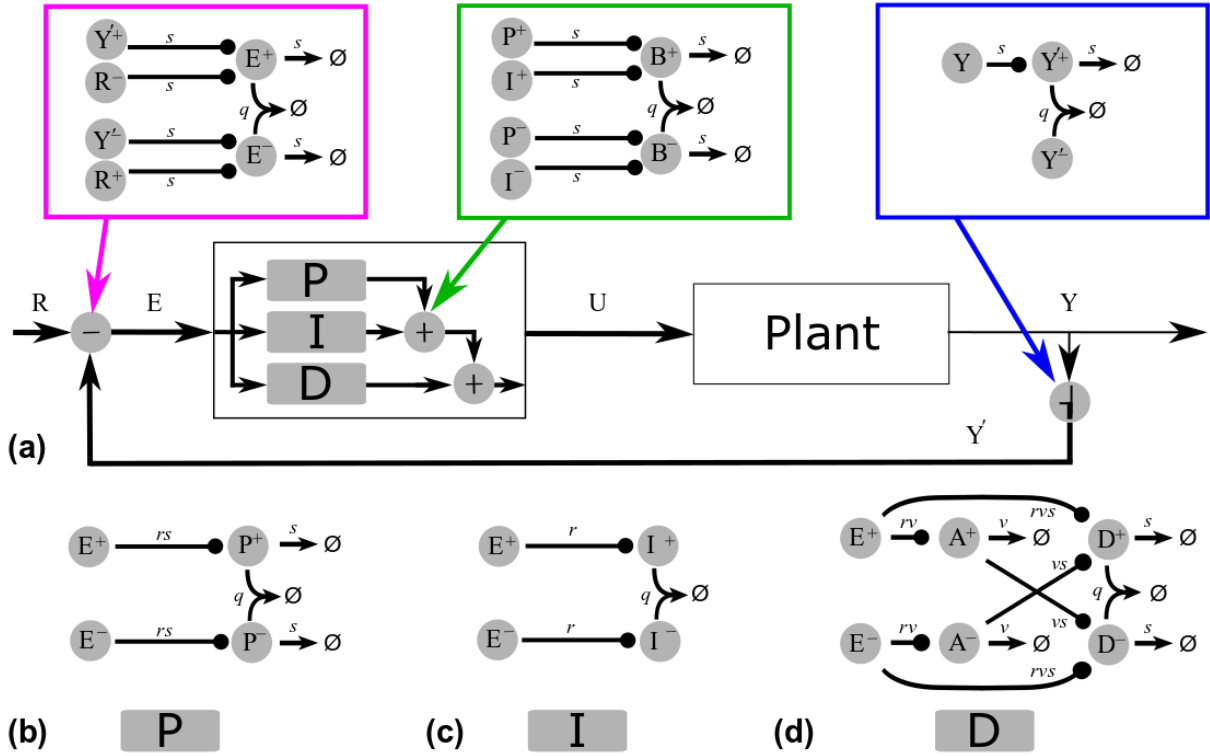 Y′+ s E+ s ∅
R− s q ∅
Y′− s E− s ∅
R+ s
P+ s B+ s ∅
I+ s q ∅
P− s B− s ∅
I− s
Y s Y′+ s ∅
q ∅
Y′−
R − E P I D + + U Plant Y
Y′
(a)
E+ rs P+ s ∅
q ∅
E− rs P− s ∅
(b) P
E+ r I+
q ∅
E− r I−
(c) I
E+ rv A+ v ∅ rvs D+ s ∅
vs q ∅
vs
E− rv A− v ∅ rvs D− s ∅
(d) D